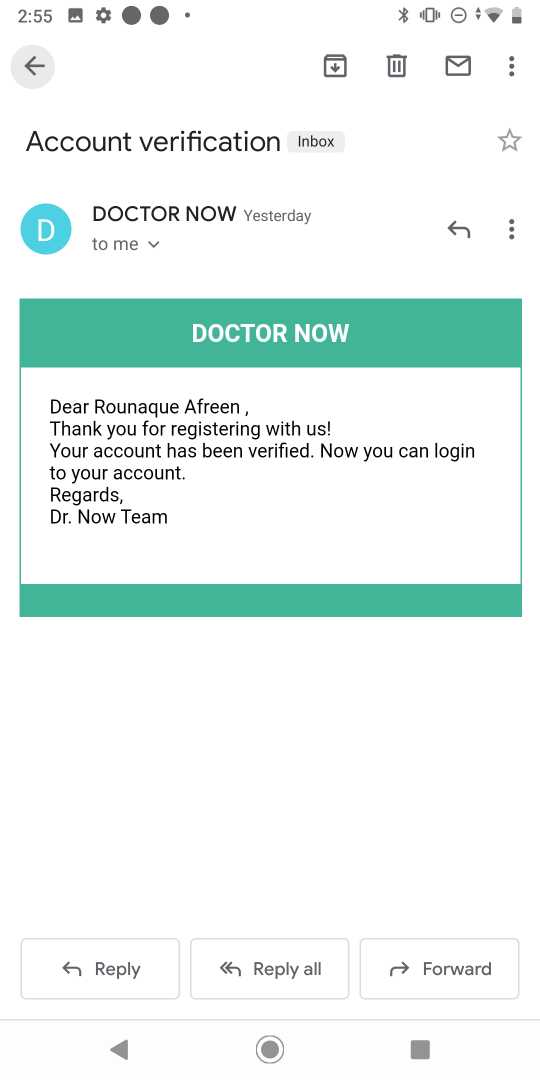 2:55
Account verification Inbox
DOCTOR NOW Yesterday
to me
D
DOCTOR NOW
Dear Rounaque Afreen ,
Thank you for registering with us!
Your account has been verified. Now you can login
to your account.
Regards,
Dr. Now Team
Reply Reply all Forward